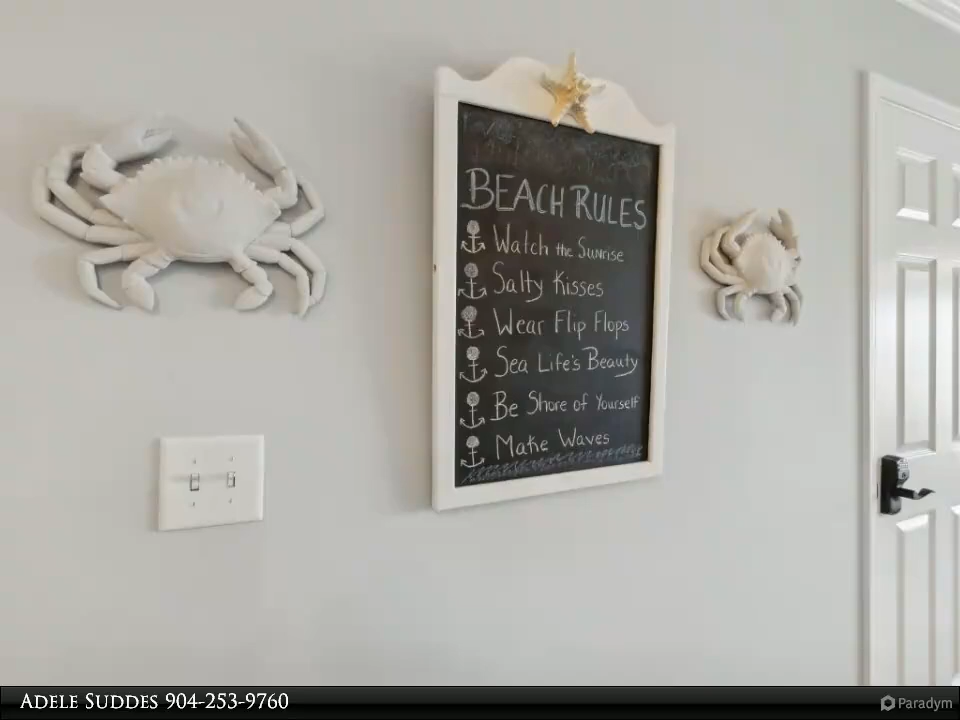 BEACH RULES
Watch the Sunrise
Salty Kisses
Wear Flip Flops
Sea Life's Beauty
Be Shore of Yourself
Make Waves
ADELE SUDDES 904-253-9760
Paradym